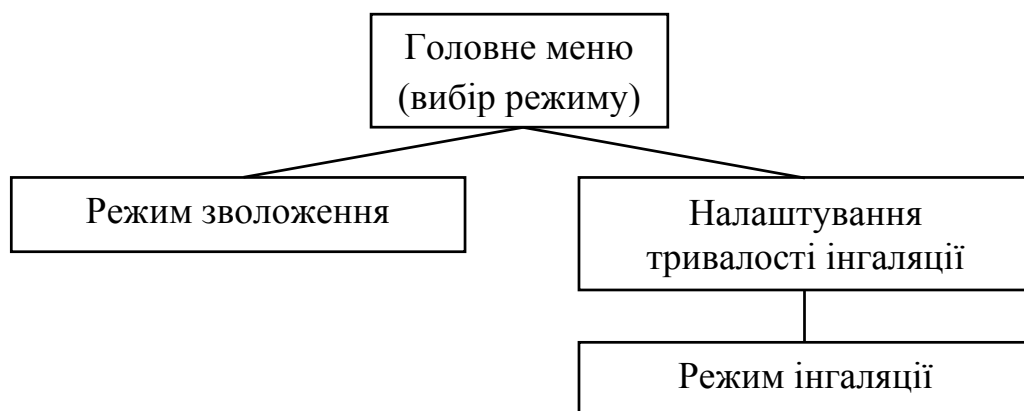 Головне меню
(вибір режиму)
Режим зволоження
Налаштування
тривалості інгаляції
Режим інгаляції